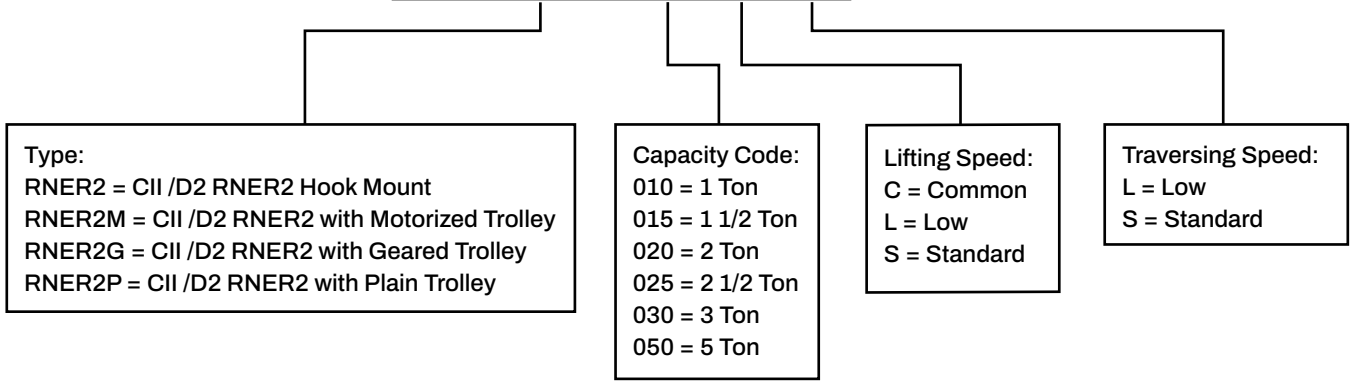 Type:
RNER2 = CII /D2 RNER2 Hook Mount
RNER2M = CII /D2 RNER2 with Motorized Trolley
RNER2G = CII /D2 RNER2 with Geared Trolley
RNER2P = CII /D2 RNER2 with Plain Trolley
Capacity Code:
010 = 1 Ton
015 = 1 1/2 Ton
020 = 2 Ton
025 = 2 1/2 Ton
030 = 3 Ton
050 = 5 Ton
Lifting Speed:
C = Common
L = Low
S = Standard
Traversing Speed:
L = Low
S = Standard